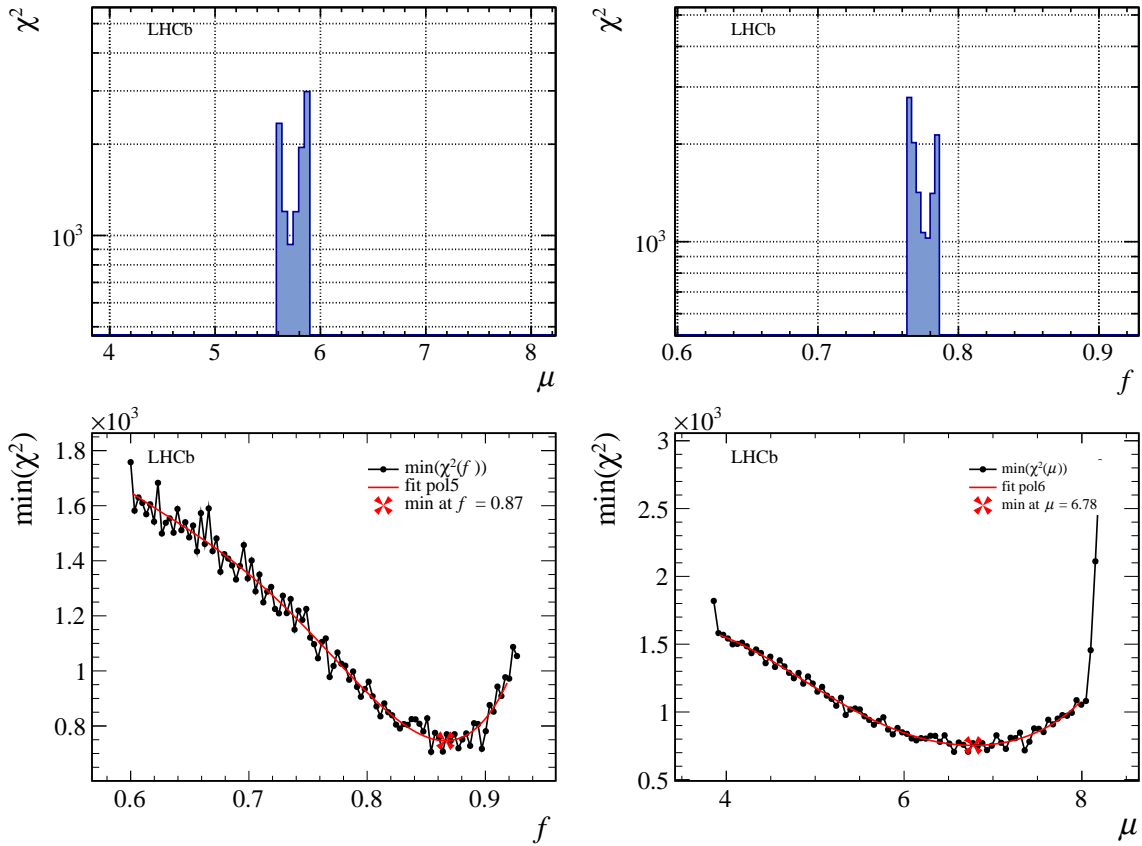 χ²
LHCb
10³
4 5 6 7 8
μ
χ²
LHCb
10³
0.6 0.7 0.8 0.9
f
×10³
min(χ²)
LHCb
1.8
1.6
1.4
1.2
1
0.8
0.6
min(χ²(f ))
fit pol5
min at f = 0.87
0.6 0.7 0.8 0.9
f
×10³
min(χ²)
LHCb
3
2.5
2
1.5
1
0.5
min(χ²(μ))
fit pol6
min at μ = 6.78
4 6 8
μ